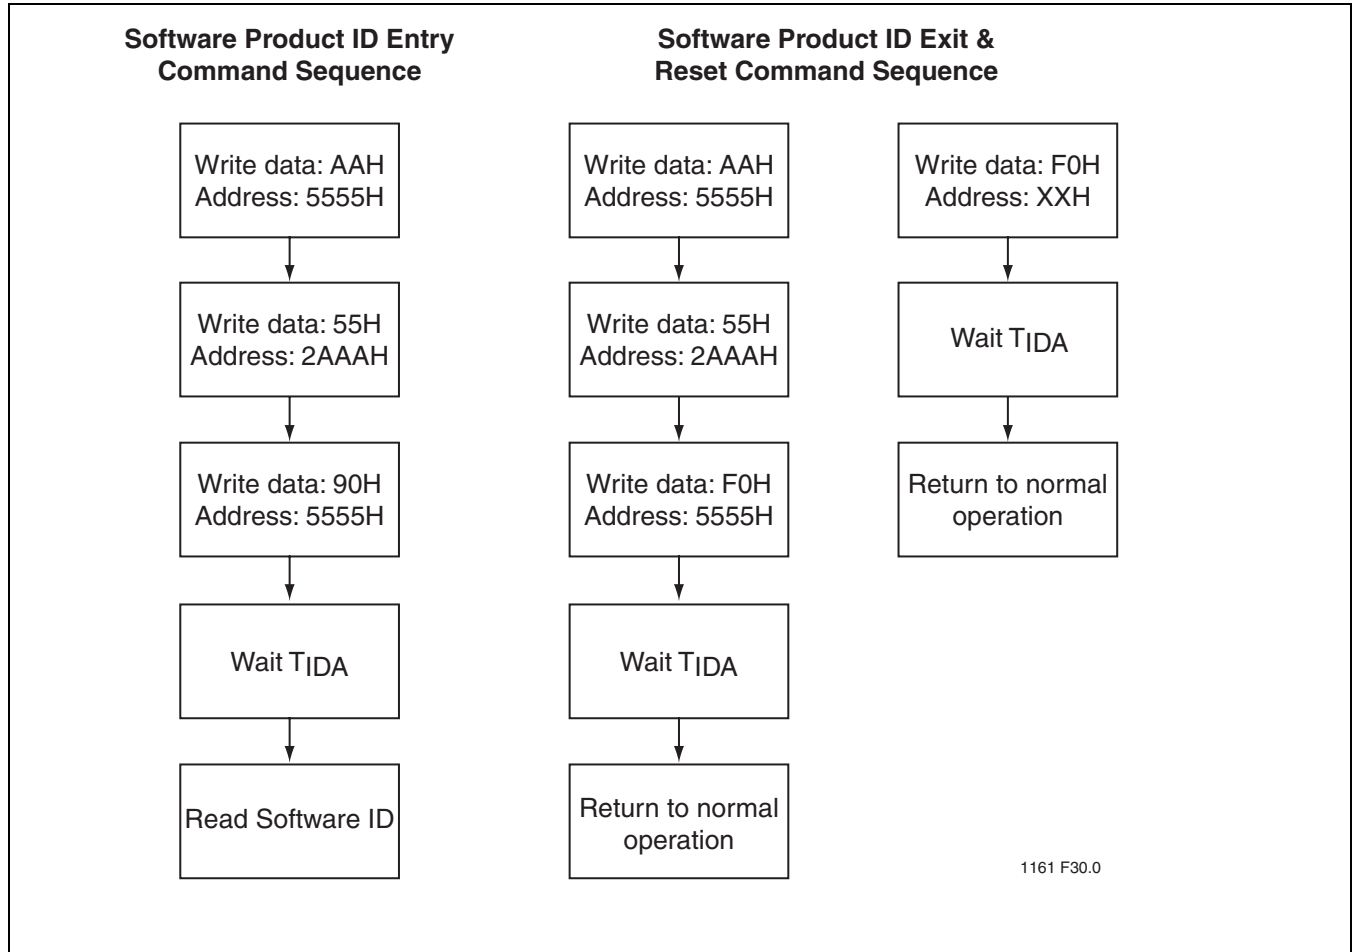 Software Product ID Entry
Command Sequence
Write data: AAH
Address: 5555H
Write data: 55H
Address: 2AAAH
Write data: 90H
Address: 5555H
Wait TIDA
Read Software ID
Software Product ID Exit &
Reset Command Sequence
Write data: AAH
Address: 5555H
Write data: 55H
Address: 2AAAH
Write data: F0H
Address: 5555H
Wait TIDA
Return to normal
operation
Write data: F0H
Address: XXH
Wait TIDA
Return to normal
operation
1161 F30.0